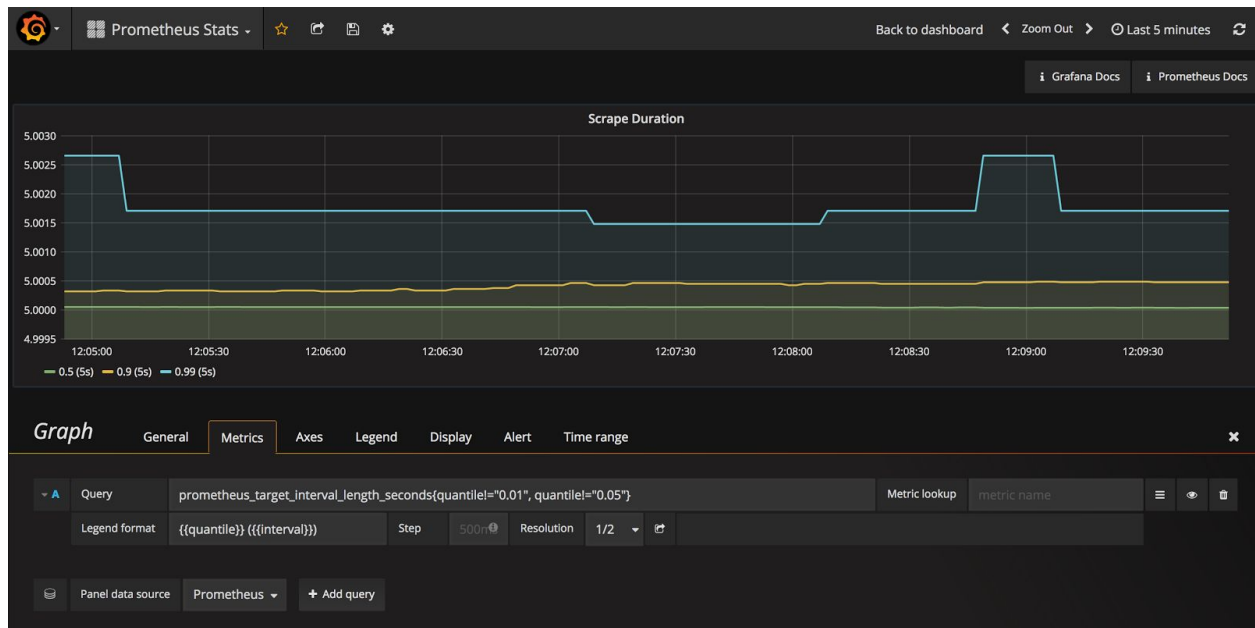 Prometheus Stats
Back to dashboard Zoom Out Last 5 minutes
Grafana Docs Prometheus Docs
Scrape Duration
5.0030
5.0025
5.0020
5.0015
5.0010
5.0005
5.0000
4.9995
12:05:00 12:05:30 12:06:00 12:06:30 12:07:00 12:07:30 12:08:00 12:08:30 12:09:00 12:09:30
0.5 (5s) 0.9 (5s) 0.99 (5s)
Graph General Metrics Axes Legend Display Alert Time range
A Query prometheus_target_interval_length_seconds{quantile!="0.01", quantile!="0.05"} Metric lookup metric name
Legend format {{quantile}} ({{interval}}) Step Resolution 1/2
Panel data source Prometheus + Add query